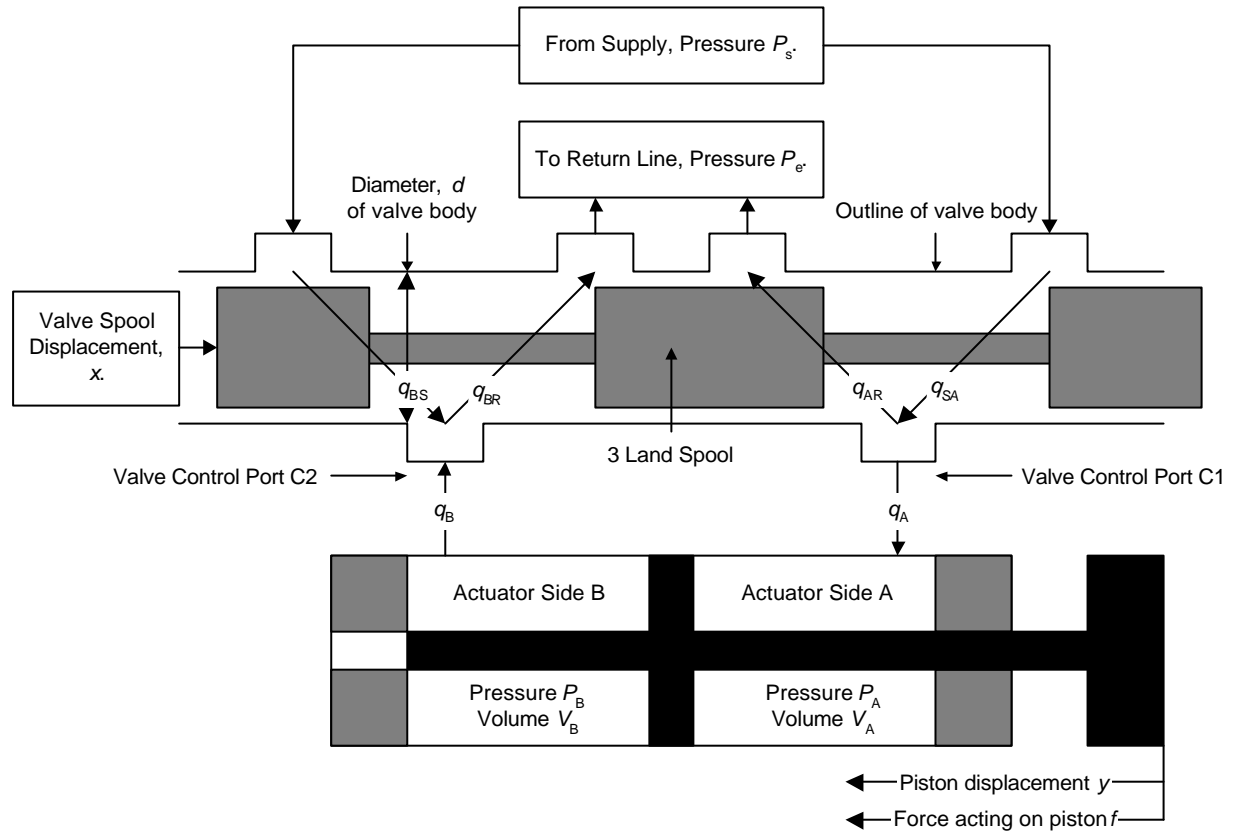 From Supply, Pressure Ps.
To Return Line, Pressure Pe.
Diameter, d
of valve body
Outline of valve body
Valve Spool
Displacement,
x.
qBS
qBR
qAR
qSA
3 Land Spool
Valve Control Port C2
Valve Control Port C1
qB
qA
Actuator Side B
Actuator Side A
Pressure PB
Volume VB
Pressure PA
Volume VA
Piston displacement y
Force acting on piston f